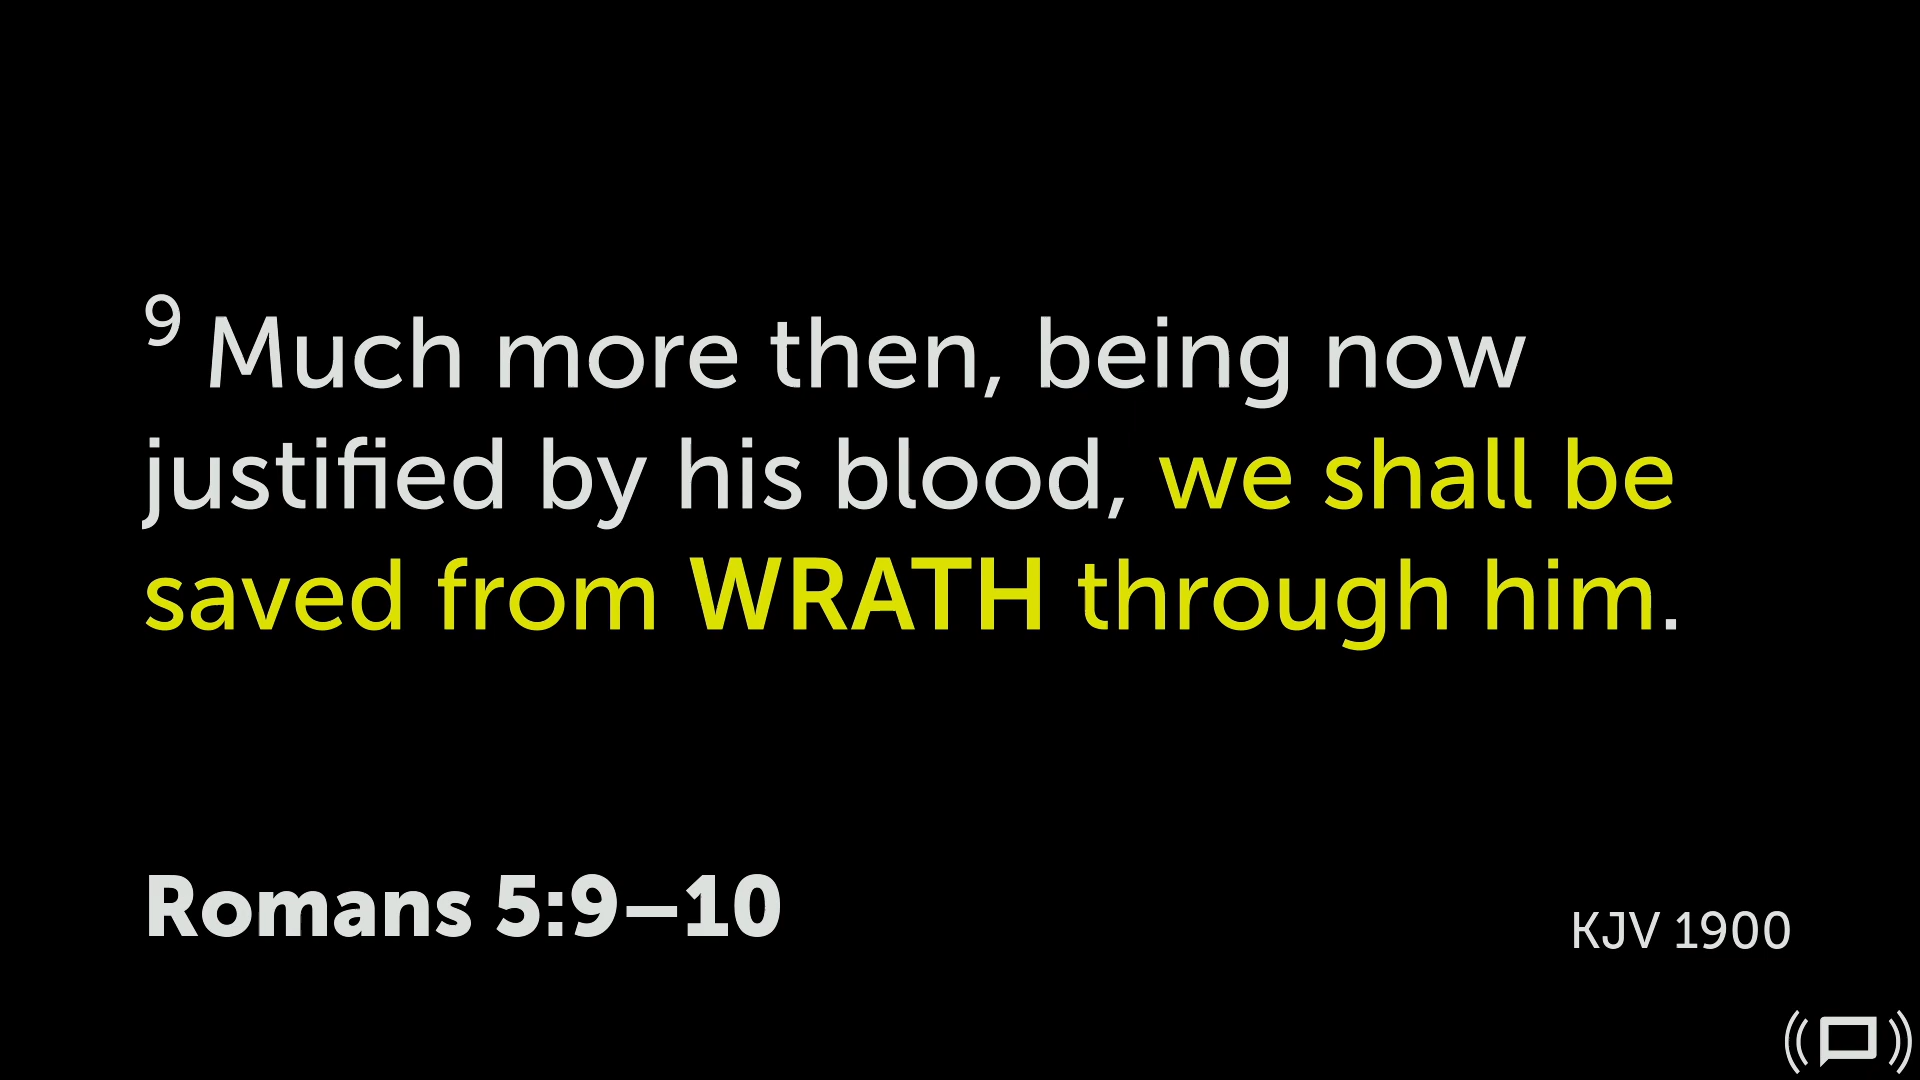 9 Much more then, being now
justified by his blood, we shall be
saved from WRATH through him.
Romans 5:9–10
KJV 1900